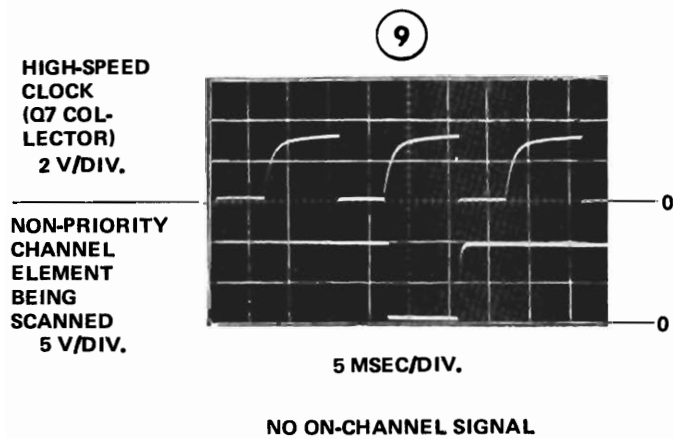 9
HIGH-SPEED
CLOCK
(Q7 COL-
LECTOR)
2 V/DIV.
0
NON-PRIORITY
CHANNEL
ELEMENT
BEING
SCANNED
5 V/DIV.
0
5 MSEC/DIV.
NO ON-CHANNEL SIGNAL